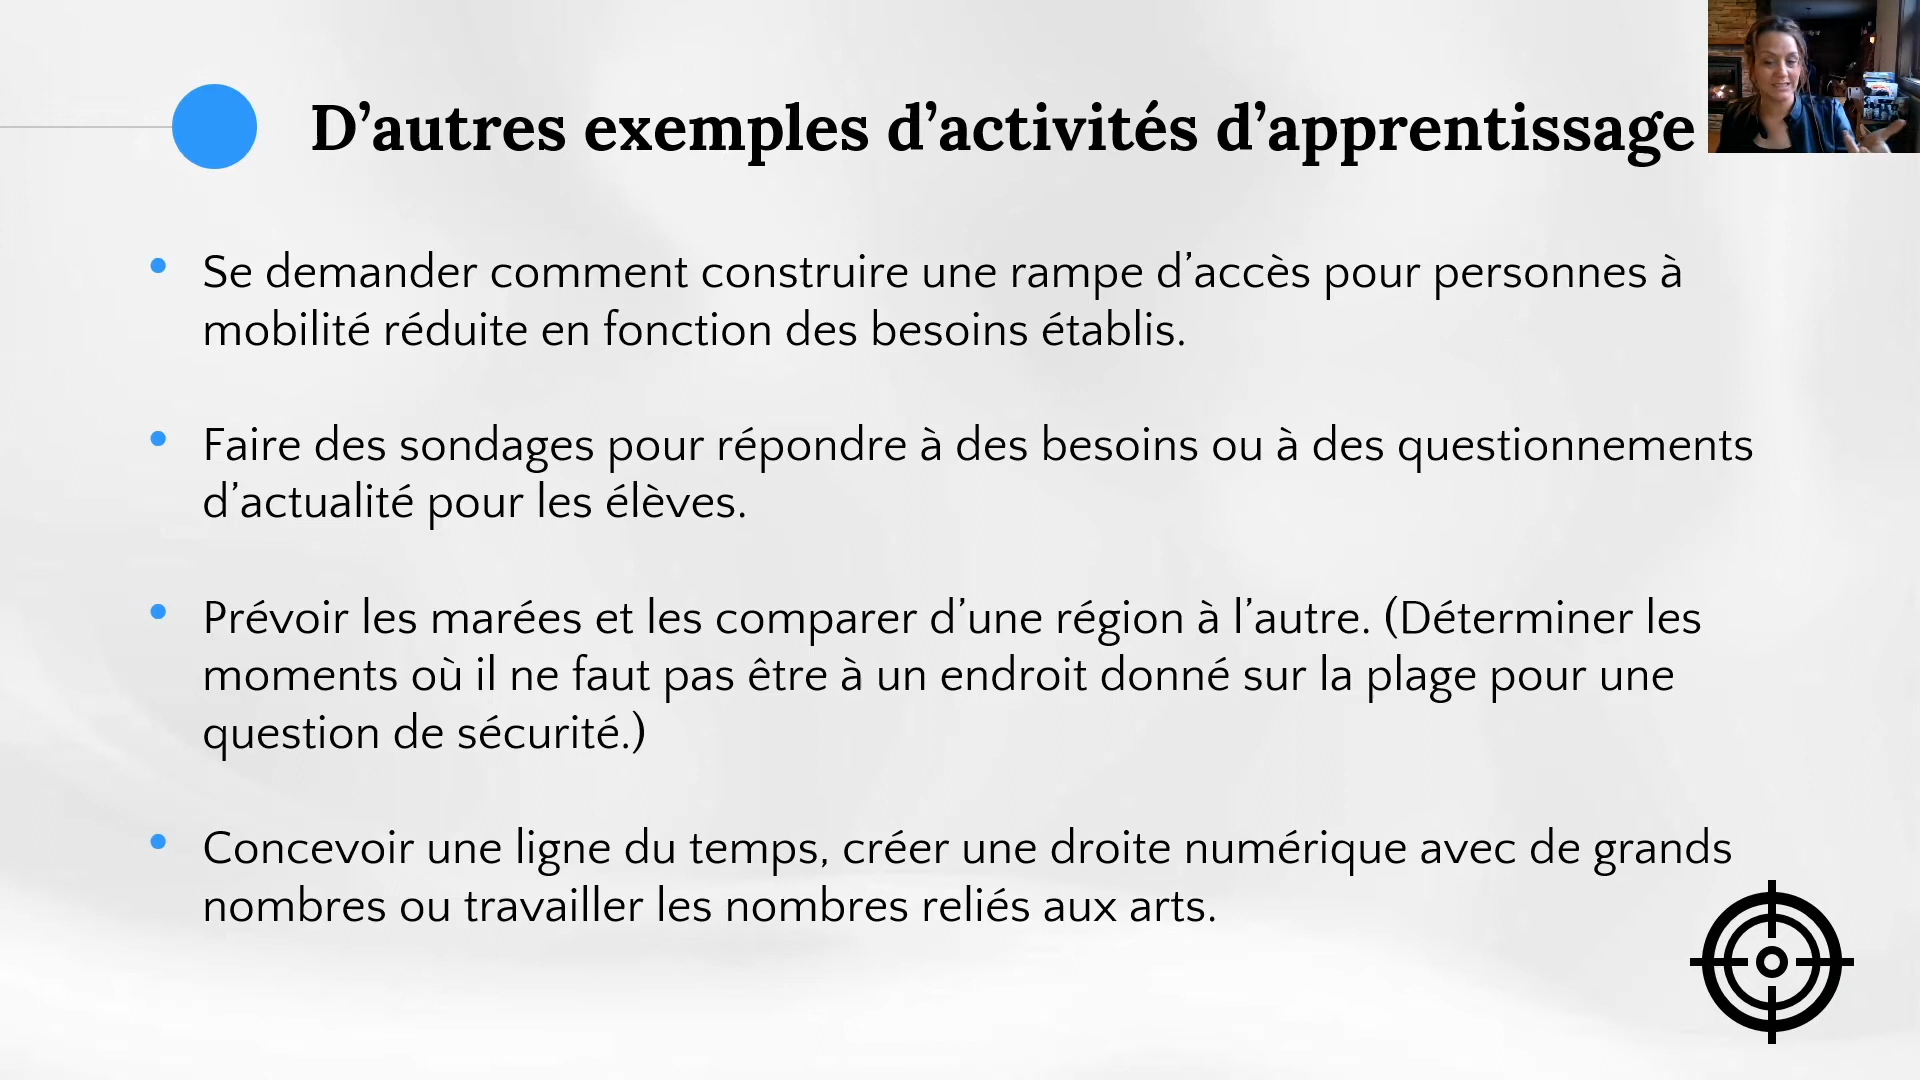 D’autres exemples d’activités d’apprentissage
• Se demander comment construire une rampe d’accès pour personnes à
mobilité réduite en fonction des besoins établis.
• Faire des sondages pour répondre à des besoins ou à des questionnements
d’actualité pour les élèves.
• Prévoir les marées et les comparer d’une région à l’autre. (Déterminer les
moments où il ne faut pas être à un endroit donné sur la plage pour une
question de sécurité.)
• Concevoir une ligne du temps, créer une droite numérique avec de grands
nombres ou travailler les nombres reliés aux arts.